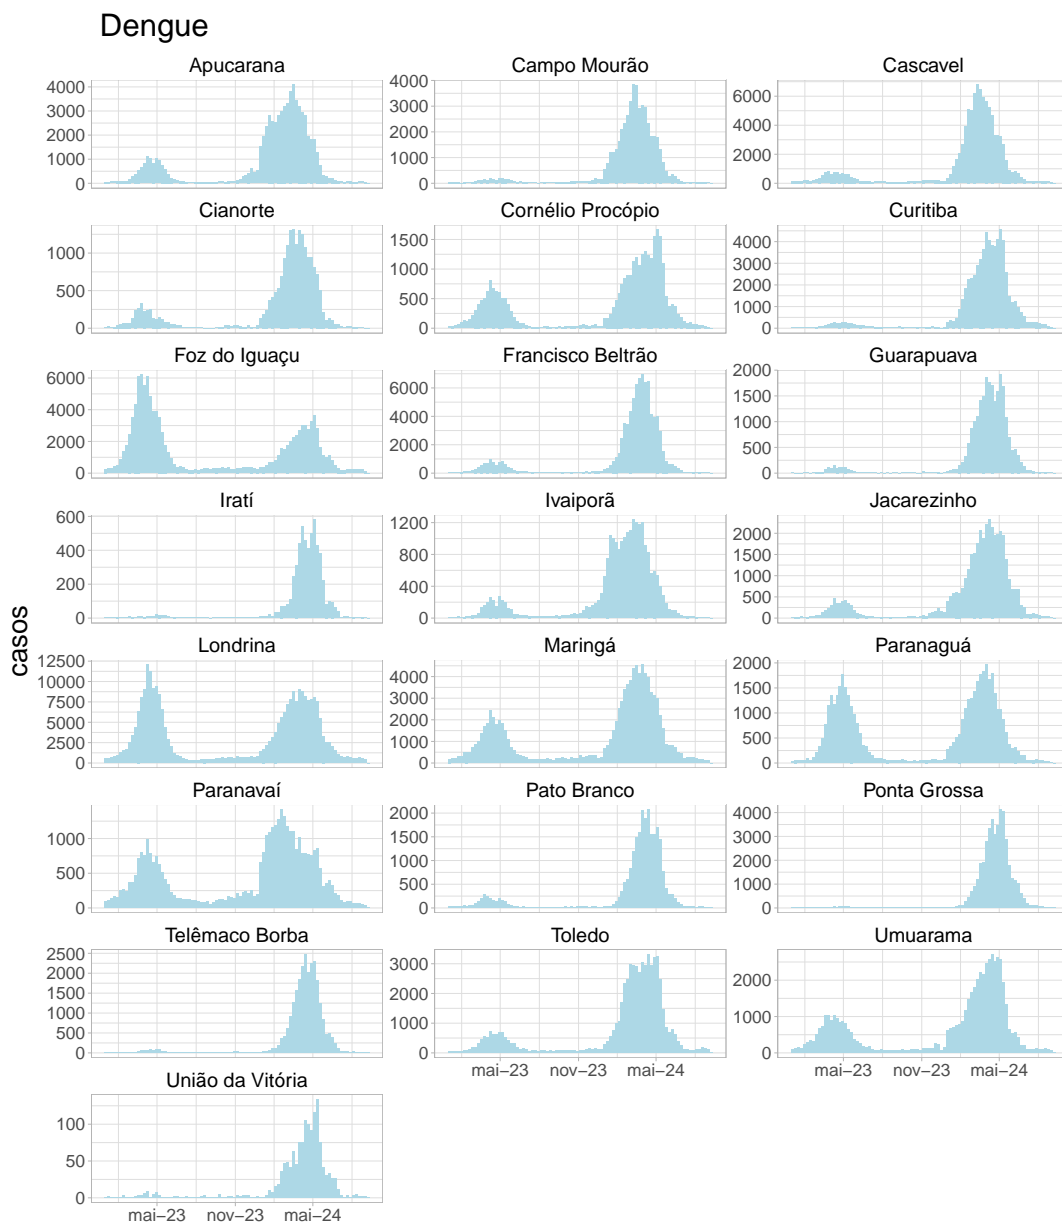 Dengue
Apucarana Campo Mourão Cascavel
4000 4000
3000 3000 6000
2000 2000 4000
1000 1000 2000
0 0 0
Cianorte Cornélio Procópio Curitiba
1500
1000 1000 4000
3000
500 500 2000
1000
0 0 0
Foz do Iguaçu Francisco Beltrão Guarapuava
6000 6000 2000
4000 4000 1500
1000
2000 2000 500
0 0 0
Iratí Ivaiporã Jacarezinho
600 1200 2000
400 800 1500
1000
200 400 500
0 0 0
casos
Londrina Maringá Paranaguá
12500 2000
10000 4000 1500
7500 3000
5000 2000 1000
2500 1000 500
0 0 0
Paranavaí Pato Branco Ponta Grossa
2000 4000
1000 1500 3000
500 1000 2000
500 1000
0 0 0
Telêmaco Borba Toledo Umuarama
2500 3000
2000 2000
1500 2000
1000 1000 1000
500
0 0 0
mai–23 nov–23 mai–24 mai–23 nov–23 mai–24
União da Vitória
100
50
0
mai–23 nov–23 mai–24